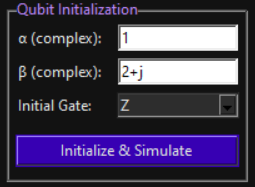 Qubit Initialization
α (complex): 1
β (complex): 2+j
Initial Gate: Z
Initialize & Simulate